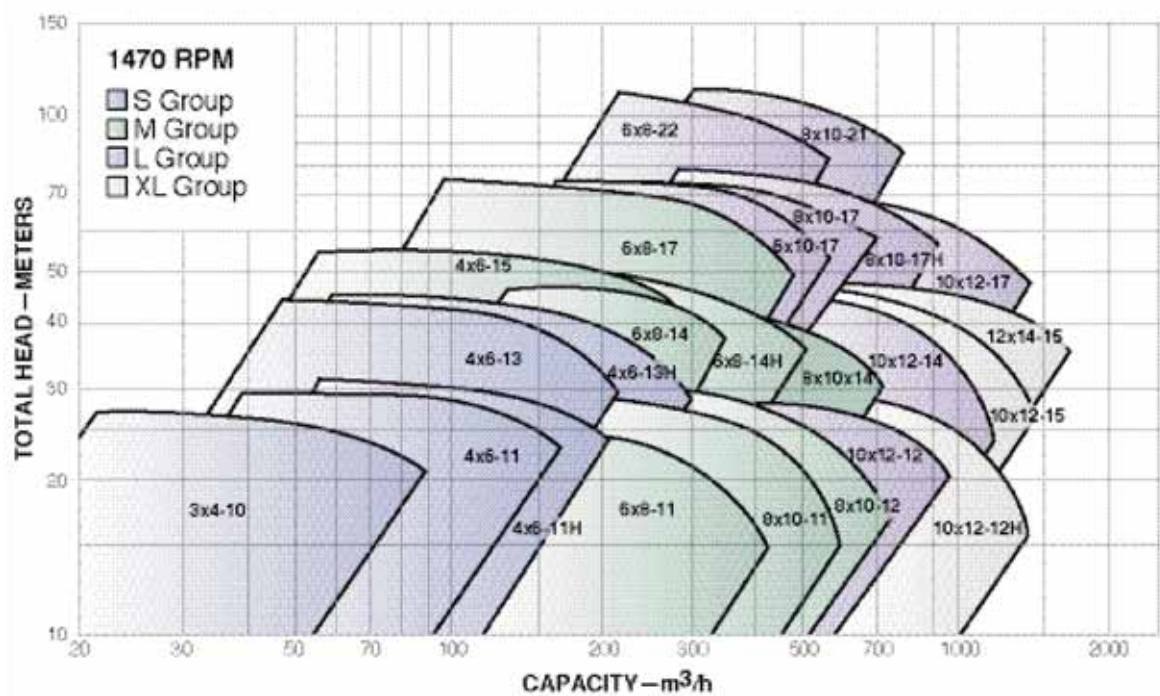 1470 RPM
S Group
M Group
L Group
XL Group
TOTAL HEAD—METERS
150
100
70
50
40
30
20
10
6x8-22
8x10-21
8x10-17
6x8-17
5x10-17
8x10-17H
4x6-15
10x12-17
6x8-14
12x14-15
4x6-13
4x6-13H
6x8-14H
8x10x14
10x12-14
10x12-15
4x6-11
10x12-12
3x4-10
6x8-11
8x10-11
8x10-12
4x6-11H
10x12-12H
20
30
50
70
100
200
300
500
700
1000
2000
CAPACITY—m³/h